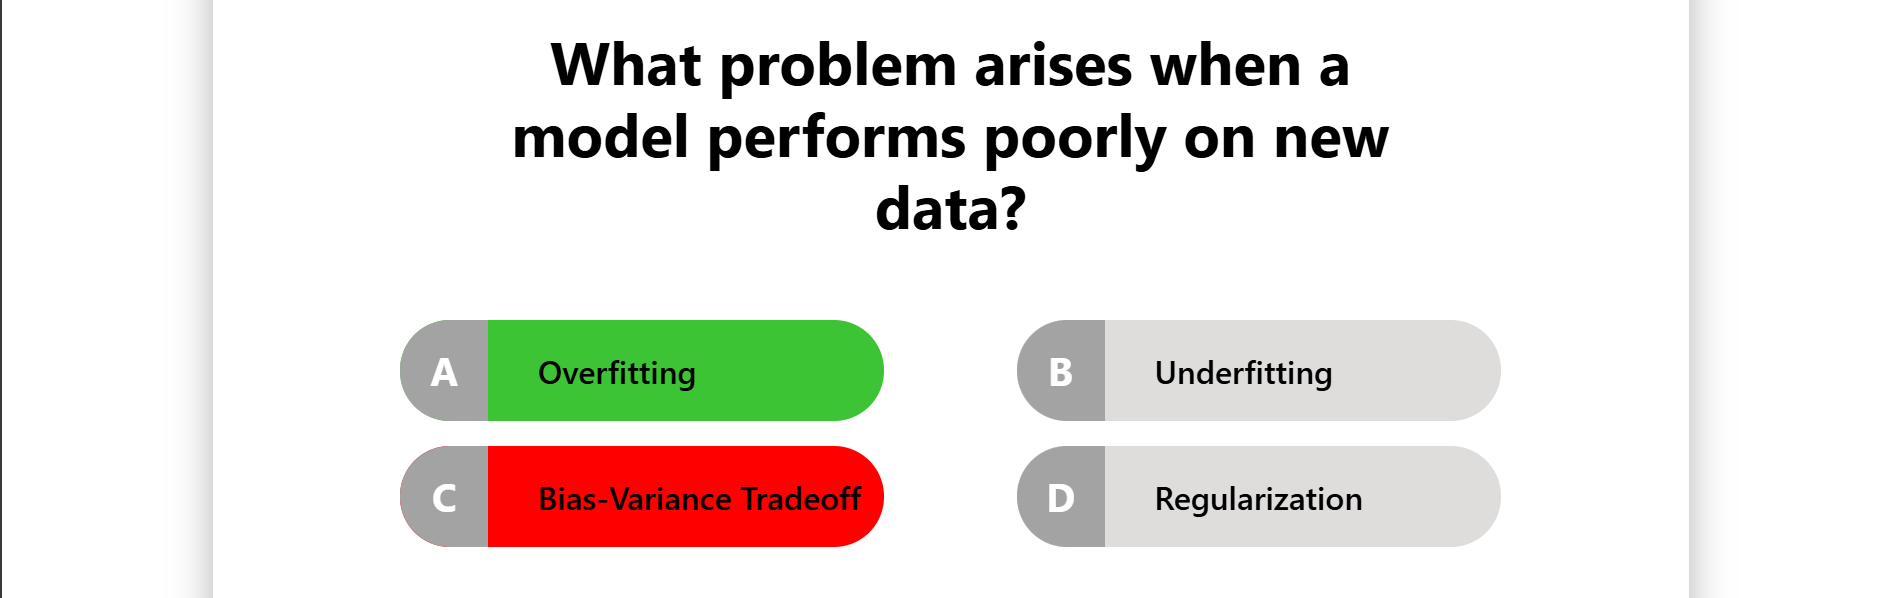 What problem arises when a
model performs poorly on new
data?
A Overfitting
B Underfitting
C Bias-Variance Tradeoff
D Regularization